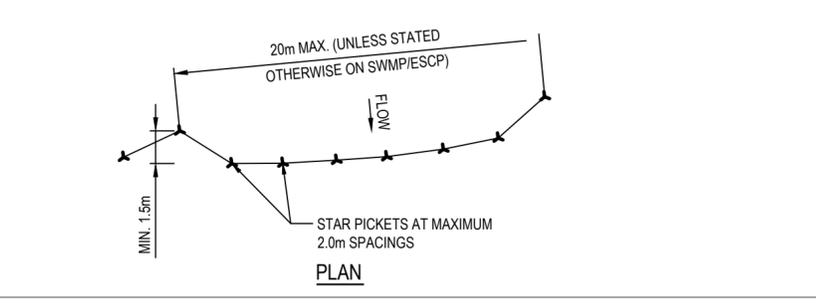 20m MAX. (UNLESS STATED
OTHERWISE ON SWMP/ESCP)
FLOW
MIN. 1.5m
STAR PICKETS AT MAXIMUM
2.0m SPACINGS
PLAN